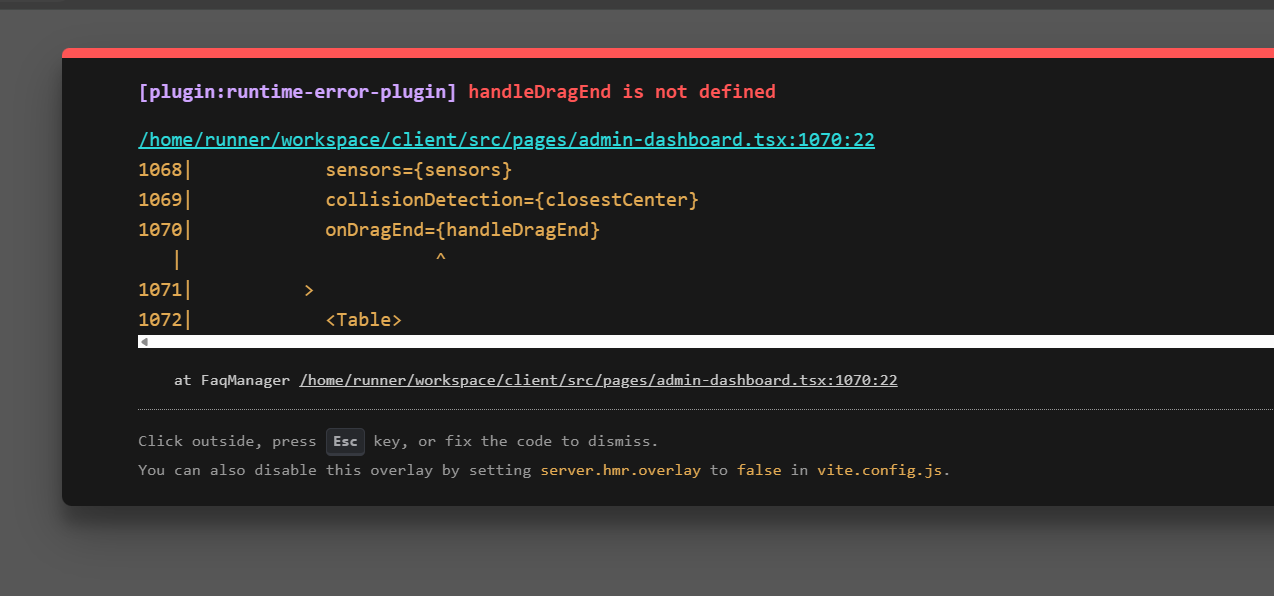 [plugin:runtime-error-plugin] handleDragEnd is not defined
/home/runner/workspace/client/src/pages/admin-dashboard.tsx:1070:22
1068|            sensors={sensors}
1069|            collisionDetection={closestCenter}
1070|            onDragEnd={handleDragEnd}
   |                       ^
1071|          >
1072|            <Table>
at FaqManager /home/runner/workspace/client/src/pages/admin-dashboard.tsx:1070:22
Click outside, press Esc key, or fix the code to dismiss.
You can also disable this overlay by setting server.hmr.overlay to false in vite.config.js.